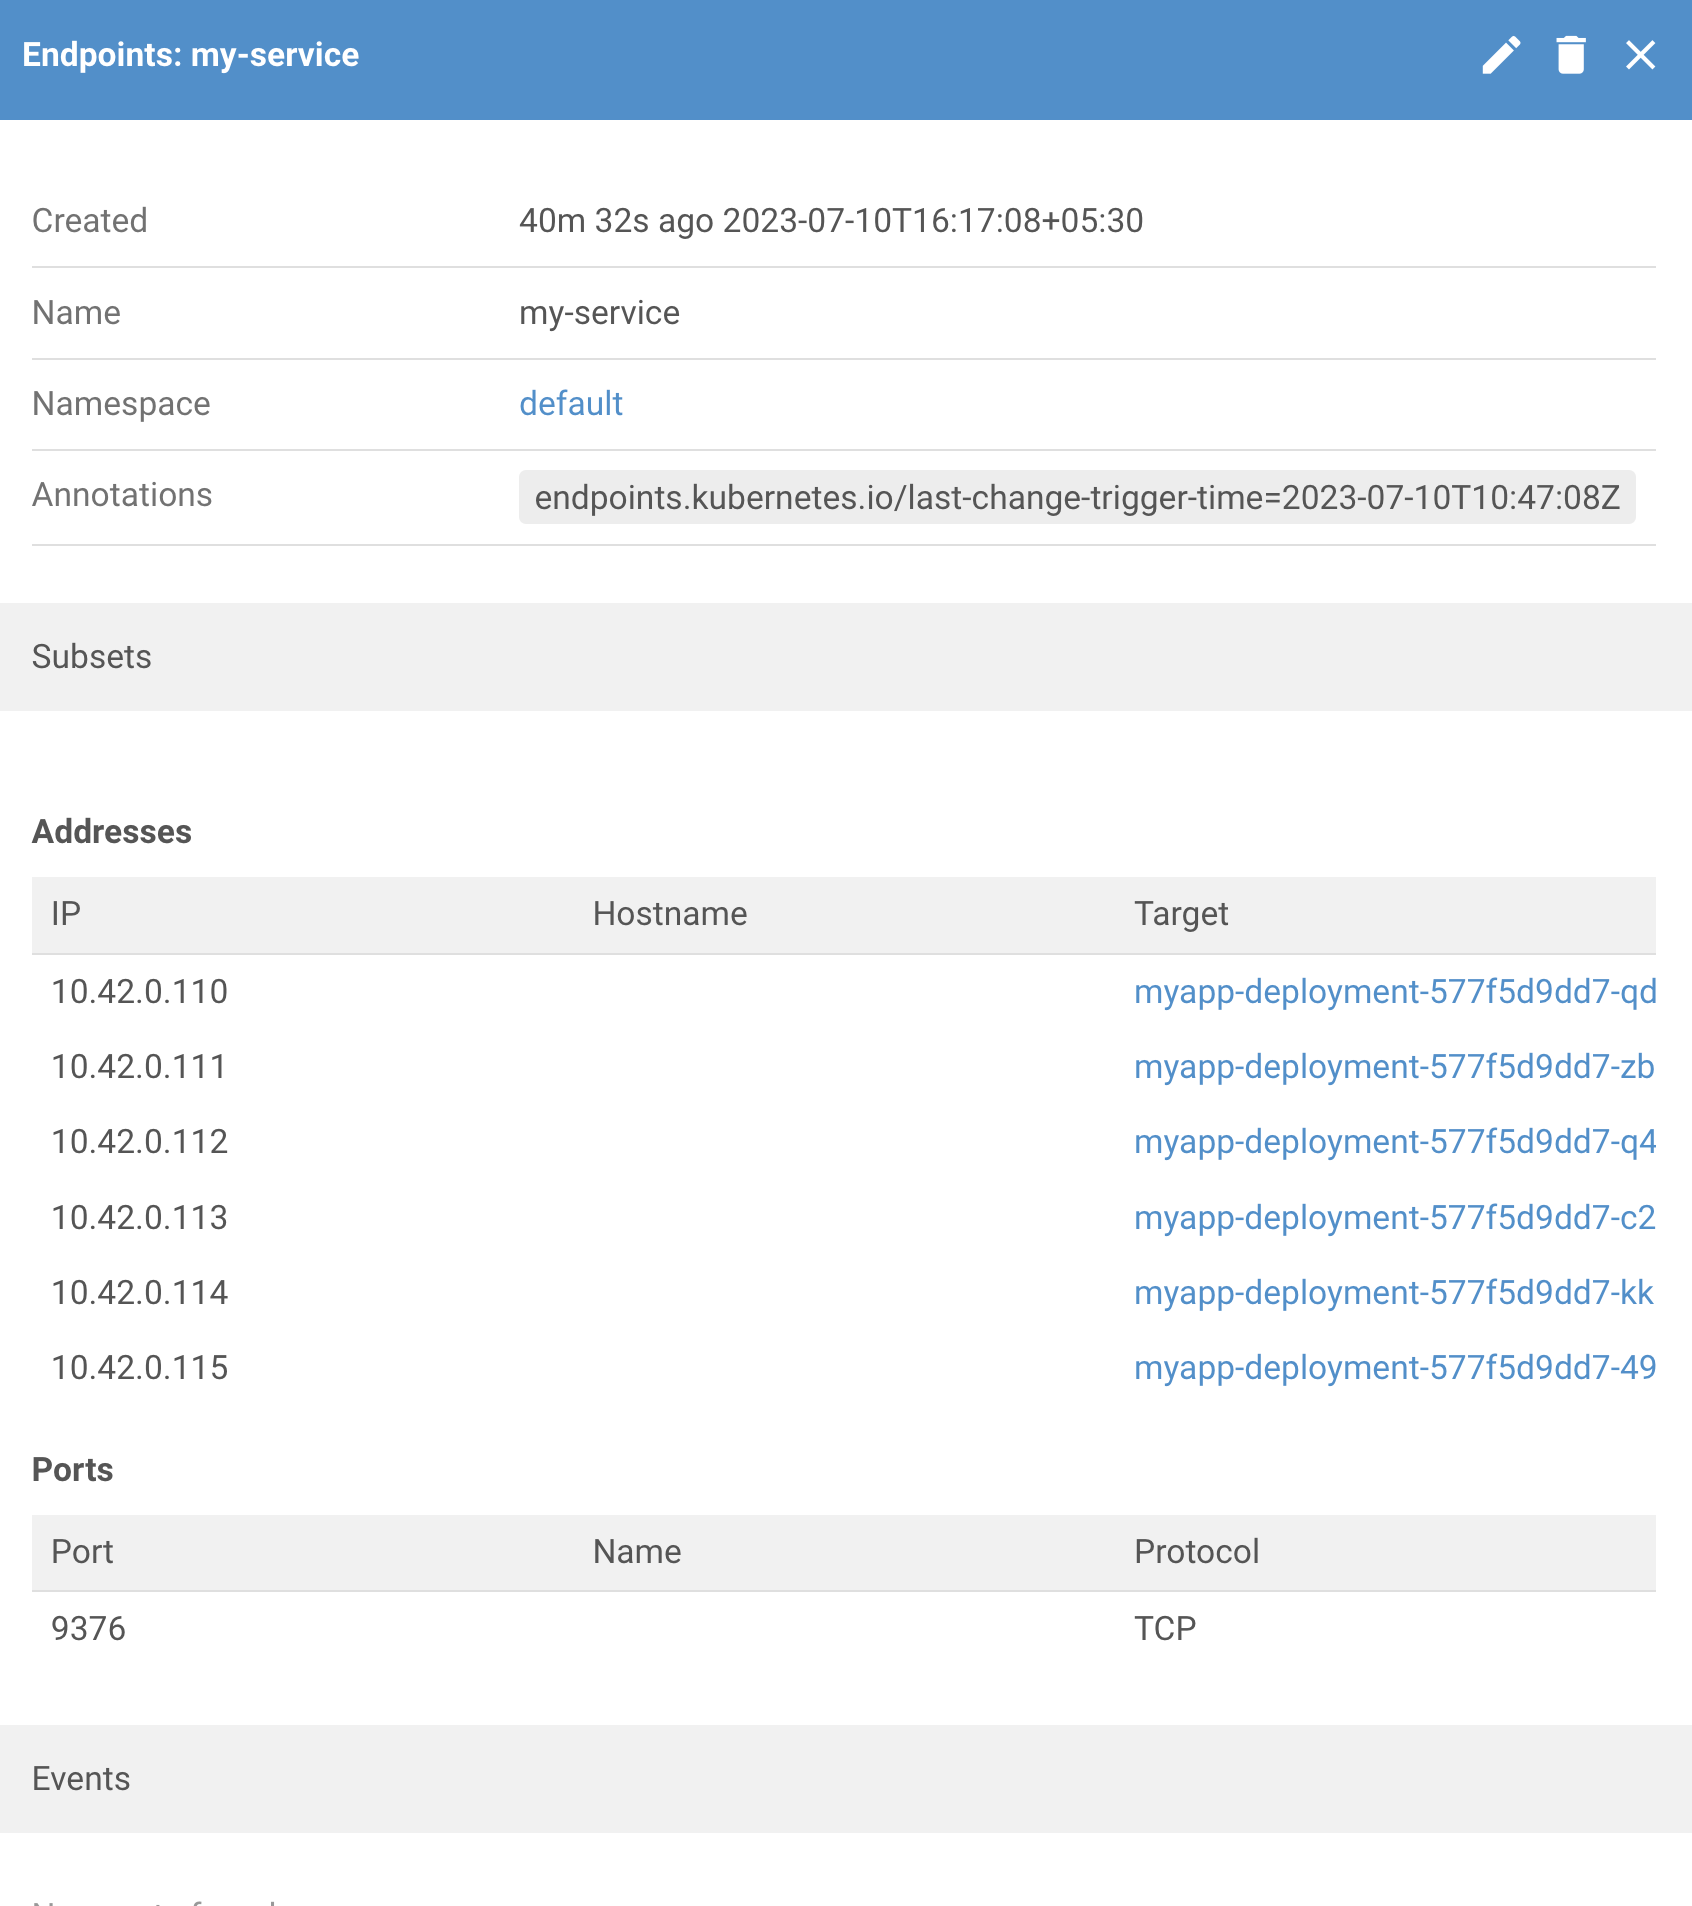 Endpoints: my-service
Created 40m 32s ago 2023-07-10T16:17:08+05:30
Name my-service
Namespace default
Annotations endpoints.kubernetes.io/last-change-trigger-time=2023-07-10T10:47:08Z
Subsets
Addresses
IP Hostname Target
10.42.0.110 myapp-deployment-577f5d9dd7-qd
10.42.0.111 myapp-deployment-577f5d9dd7-zb
10.42.0.112 myapp-deployment-577f5d9dd7-q4
10.42.0.113 myapp-deployment-577f5d9dd7-c2
10.42.0.114 myapp-deployment-577f5d9dd7-kk
10.42.0.115 myapp-deployment-577f5d9dd7-49
Ports
Port Name Protocol
9376 TCP
Events